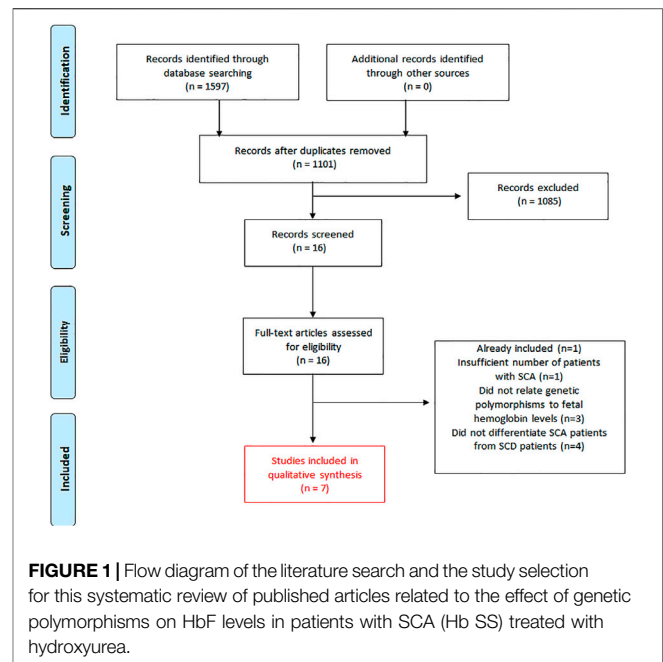 Identification
Records identified through
database searching
(n = 1597)
Additional records identified
through other sources
(n = 0)
Records after duplicates removed
(n = 1101)
Screening
Records excluded
(n = 1085)
Records screened
(n = 16)
Eligibility
Full-text articles assessed
for eligibility
(n = 16)
Already included (n=1)
Insufficient number of patients
with SCA (n=1)
Did not relate genetic
polymorphisms to fetal
hemoglobin levels (n=3)
Did not differentiate SCA patients
from SCD patients (n=4)
Included
Studies included in
qualitative synthesis
(n = 7)
FIGURE 1 | Flow diagram of the literature search and the study selection
for this systematic review of published articles related to the effect of genetic
polymorphisms on HbF levels in patients with SCA (Hb SS) treated with
hydroxyurea.